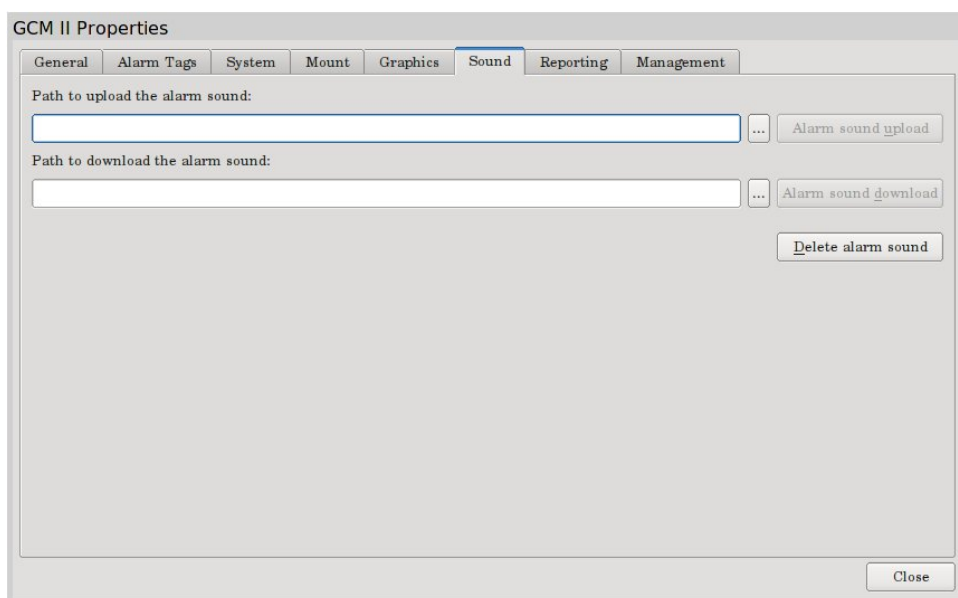 GCM II Properties
General Alarm Tags System Mount Graphics Sound Reporting Management
Path to upload the alarm sound:
... Alarm sound upload
Path to download the alarm sound:
... Alarm sound download
Delete alarm sound
Close